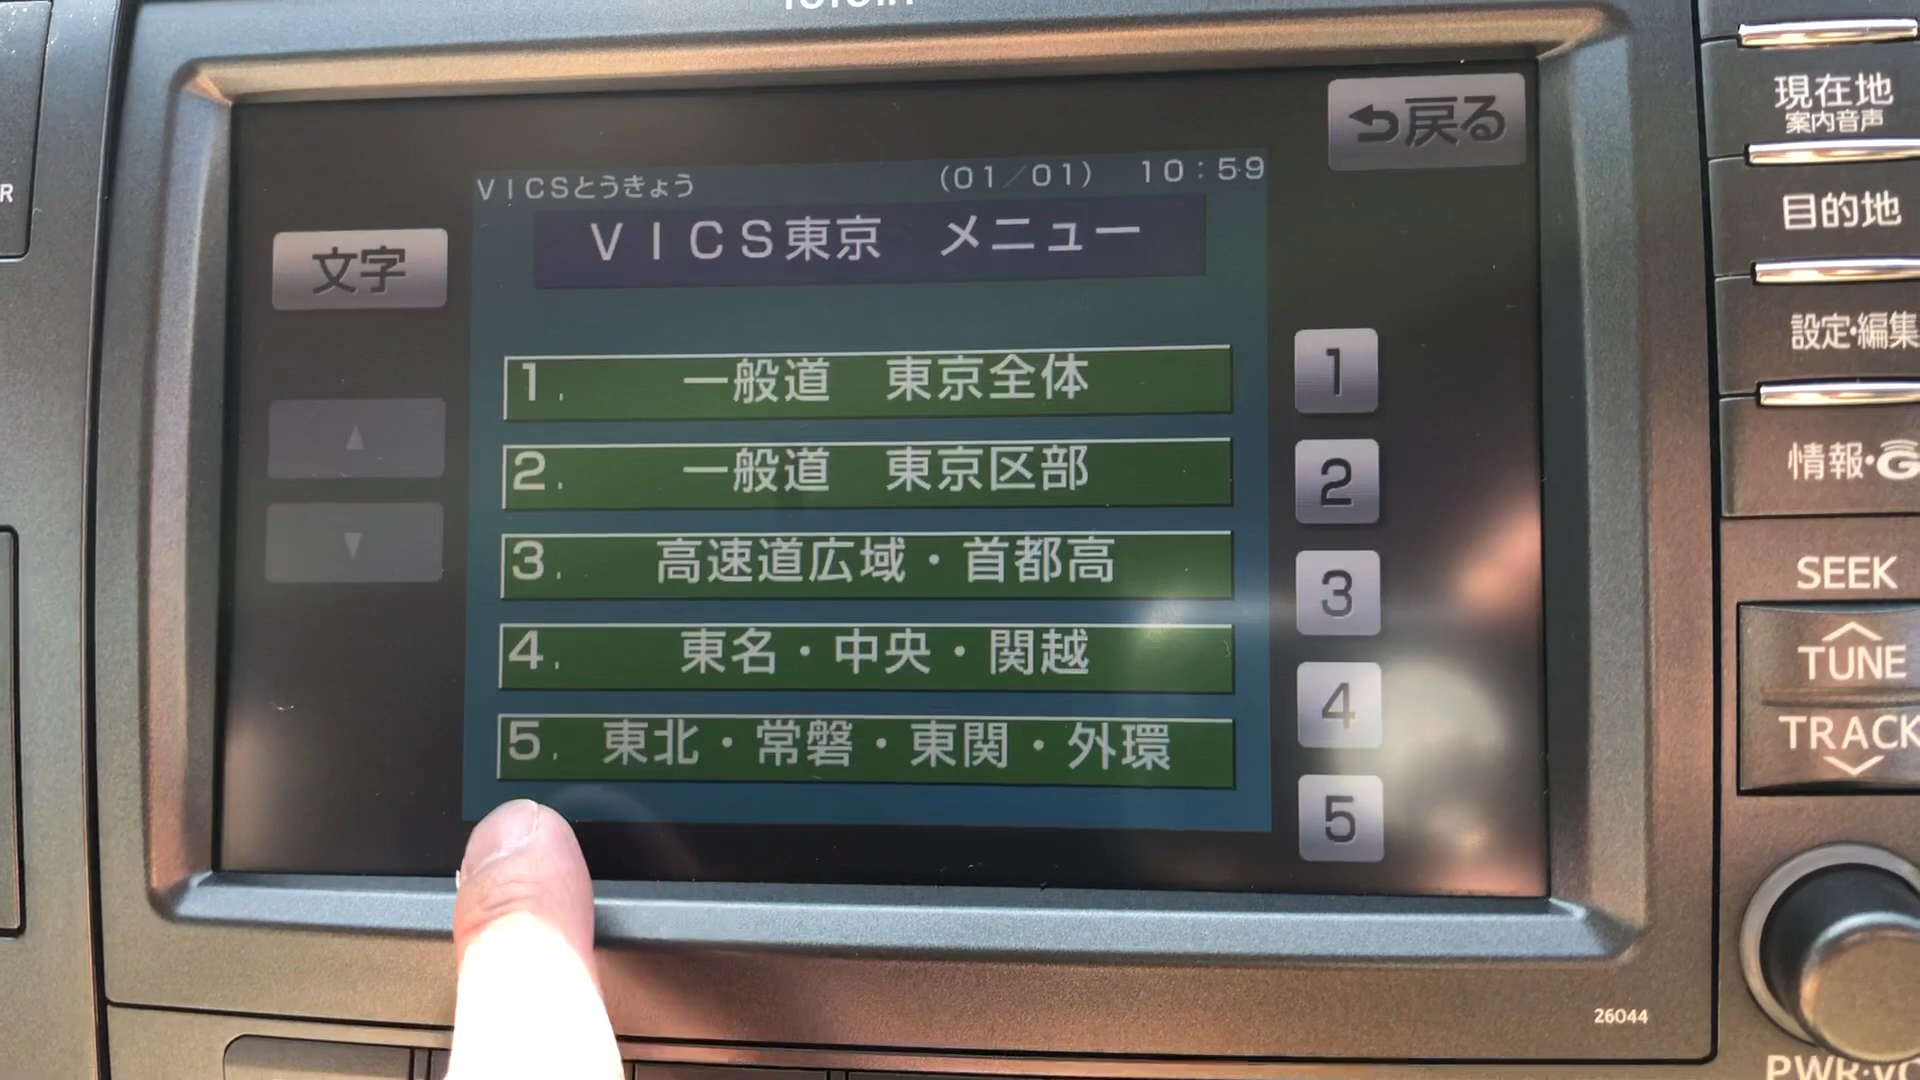 戻る
VICSとうきょう (01/01) 10:59
VICS東京 メニュー
文字
1. 一般道 東京全体
2. 一般道 東京区部
3. 高速道広域・首都高
4. 東名・中央・関越
5. 東北・常磐・東関・外環
1
2
3
4
5
現在地
案内音声
目的地
設定・編集
情報・G
SEEK
TUNE
TRACK
26044